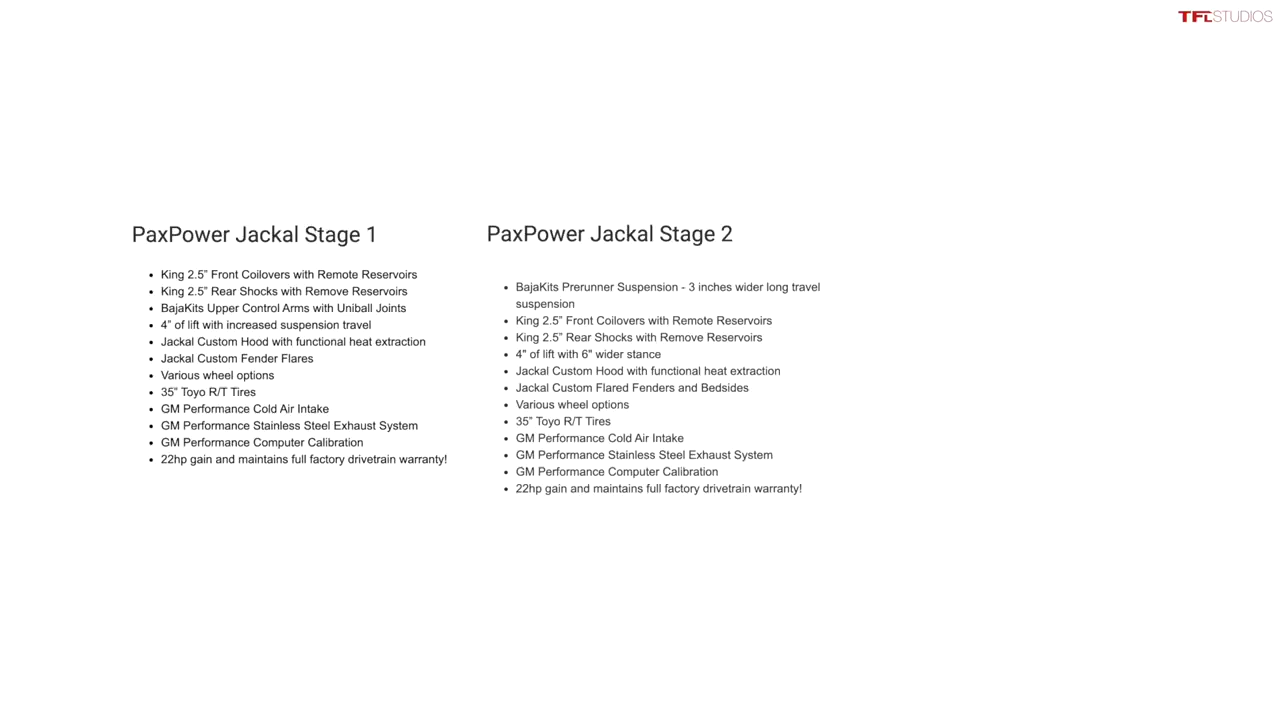 TFLSTUDIOS
PaxPower Jackal Stage 1
• King 2.5” Front Coilovers with Remote Reservoirs
• King 2.5” Rear Shocks with Remove Reservoirs
• BajaKits Upper Control Arms with Uniball Joints
• 4” of lift with increased suspension travel
• Jackal Custom Hood with functional heat extraction
• Jackal Custom Fender Flares
• Various wheel options
• 35” Toyo R/T Tires
• GM Performance Cold Air Intake
• GM Performance Stainless Steel Exhaust System
• GM Performance Computer Calibration
• 22hp gain and maintains full factory drivetrain warranty!
PaxPower Jackal Stage 2
• BajaKits Prerunner Suspension - 3 inches wider long travel
suspension
• King 2.5” Front Coilovers with Remote Reservoirs
• King 2.5” Rear Shocks with Remove Reservoirs
• 4" of lift with 6" wider stance
• Jackal Custom Hood with functional heat extraction
• Jackal Custom Flared Fenders and Bedsides
• Various wheel options
• 35” Toyo R/T Tires
• GM Performance Cold Air Intake
• GM Performance Stainless Steel Exhaust System
• GM Performance Computer Calibration
• 22hp gain and maintains full factory drivetrain warranty!